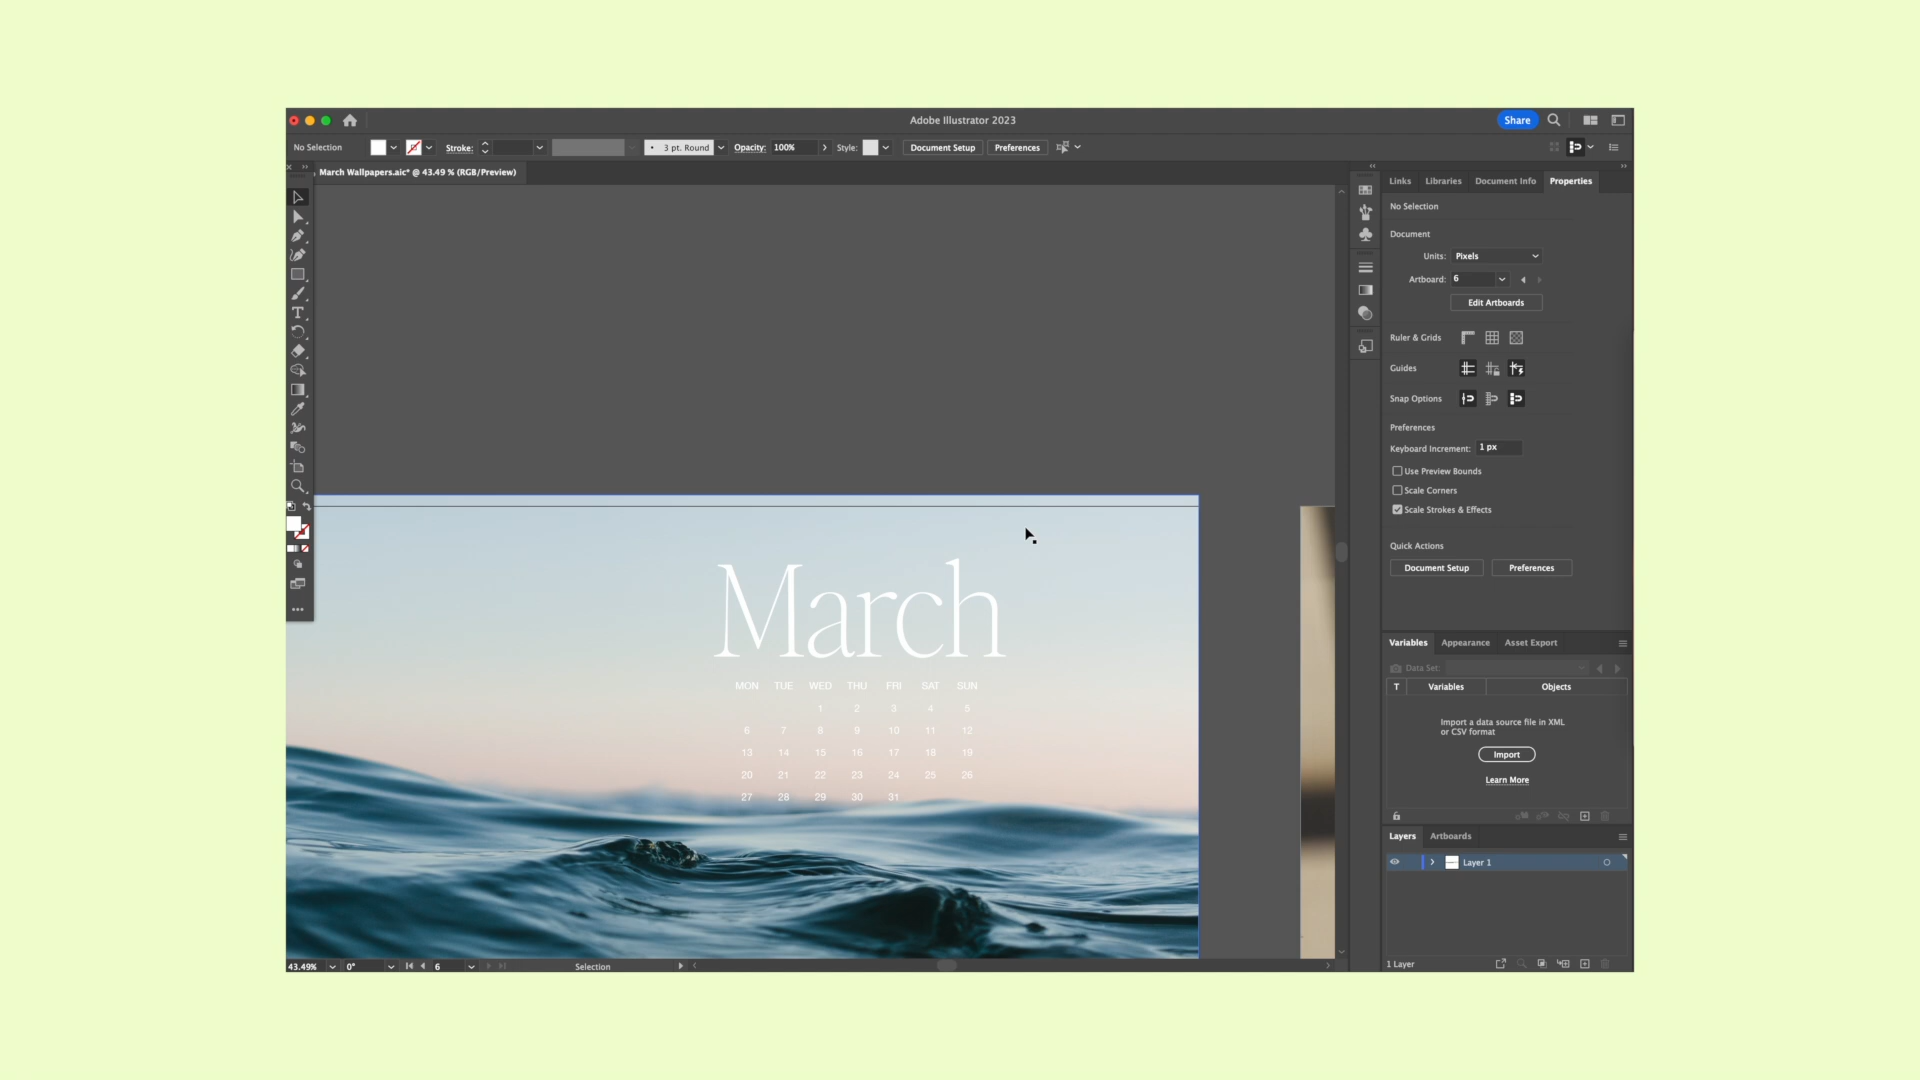 Adobe Illustrator 2023
Share
No Selection
Stroke:
3 pt. Round
Opacity: 100%
Style:
Document Setup
Preferences
March Wallpapers.aic* @ 43.49 % (RGB/Preview)
Links Libraries Document Info Properties
No Selection
Document
Units: Pixels
Artboard: 6
Edit Artboards
Ruler & Grids
Guides
Snap Options
Preferences
Keyboard Increment: 1 px
Use Preview Bounds
Scale Corners
Scale Strokes & Effects
Quick Actions
Document Setup Preferences
March
MON TUE WED THU FRI SAT SUN
1 2 3 4 5
6 7 8 9 10 11 12
13 14 15 16 17 18 19
20 21 22 23 24 25 26
27 28 29 30 31
Variables Appearance Asset Export
Data Set:
T Variables Objects
Import a data source file in XML
or CSV format
Import
Learn More
Layers Artboards
Layer 1
1 Layer
43.49% 0° 6 Selection